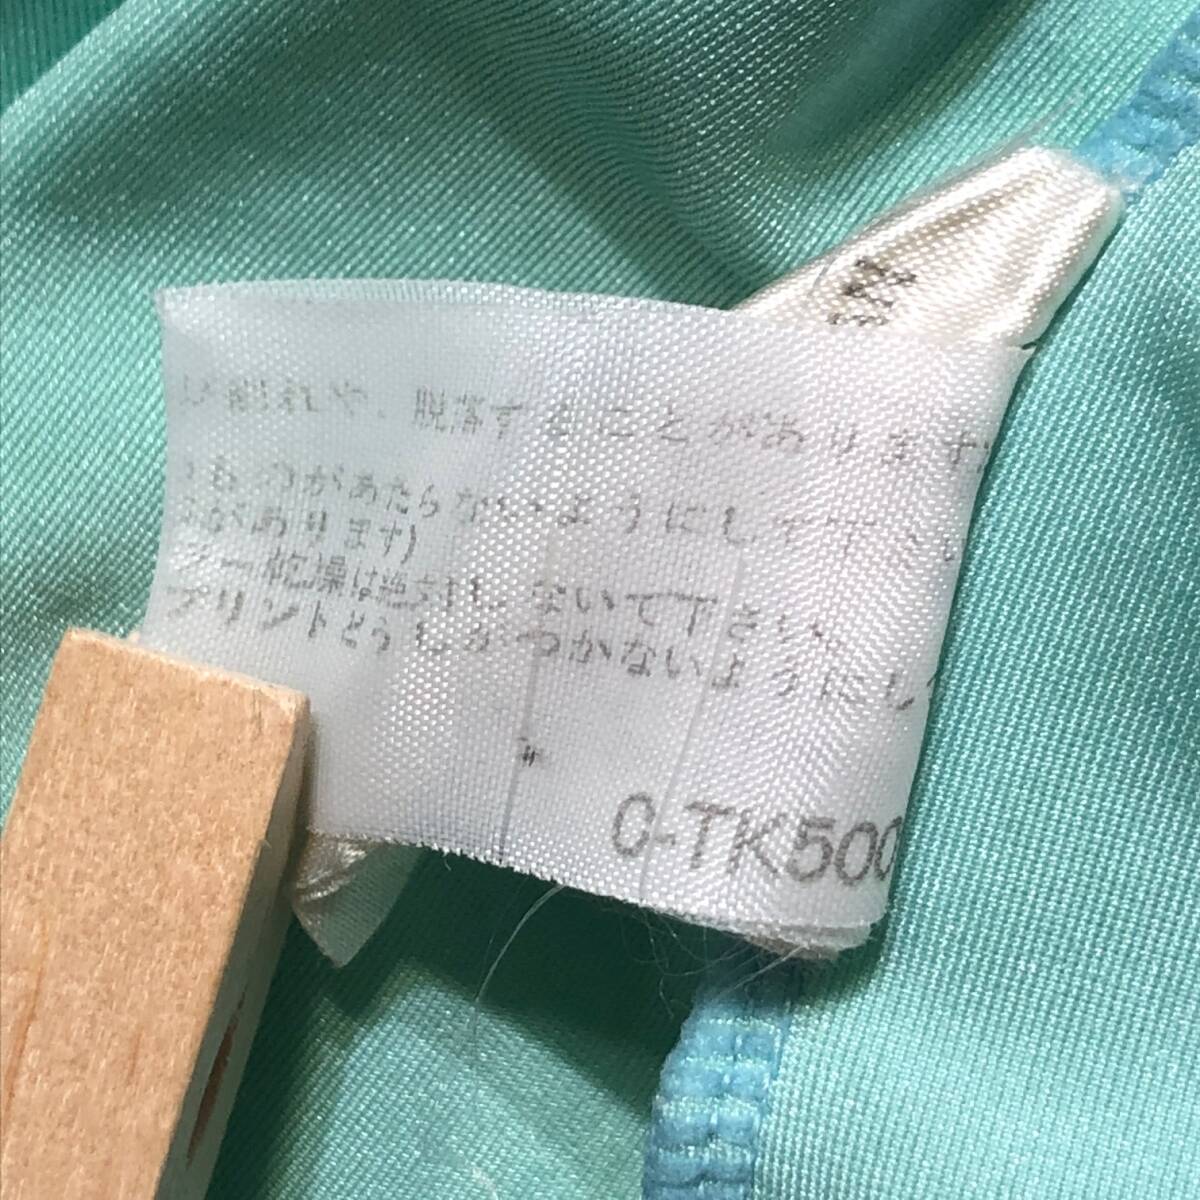 割れや、脱落することがあります
があたらないようにして下
があります)
乾燥は絶対しないで下さい。
プリントどうしがつかないようにし
C-TK500